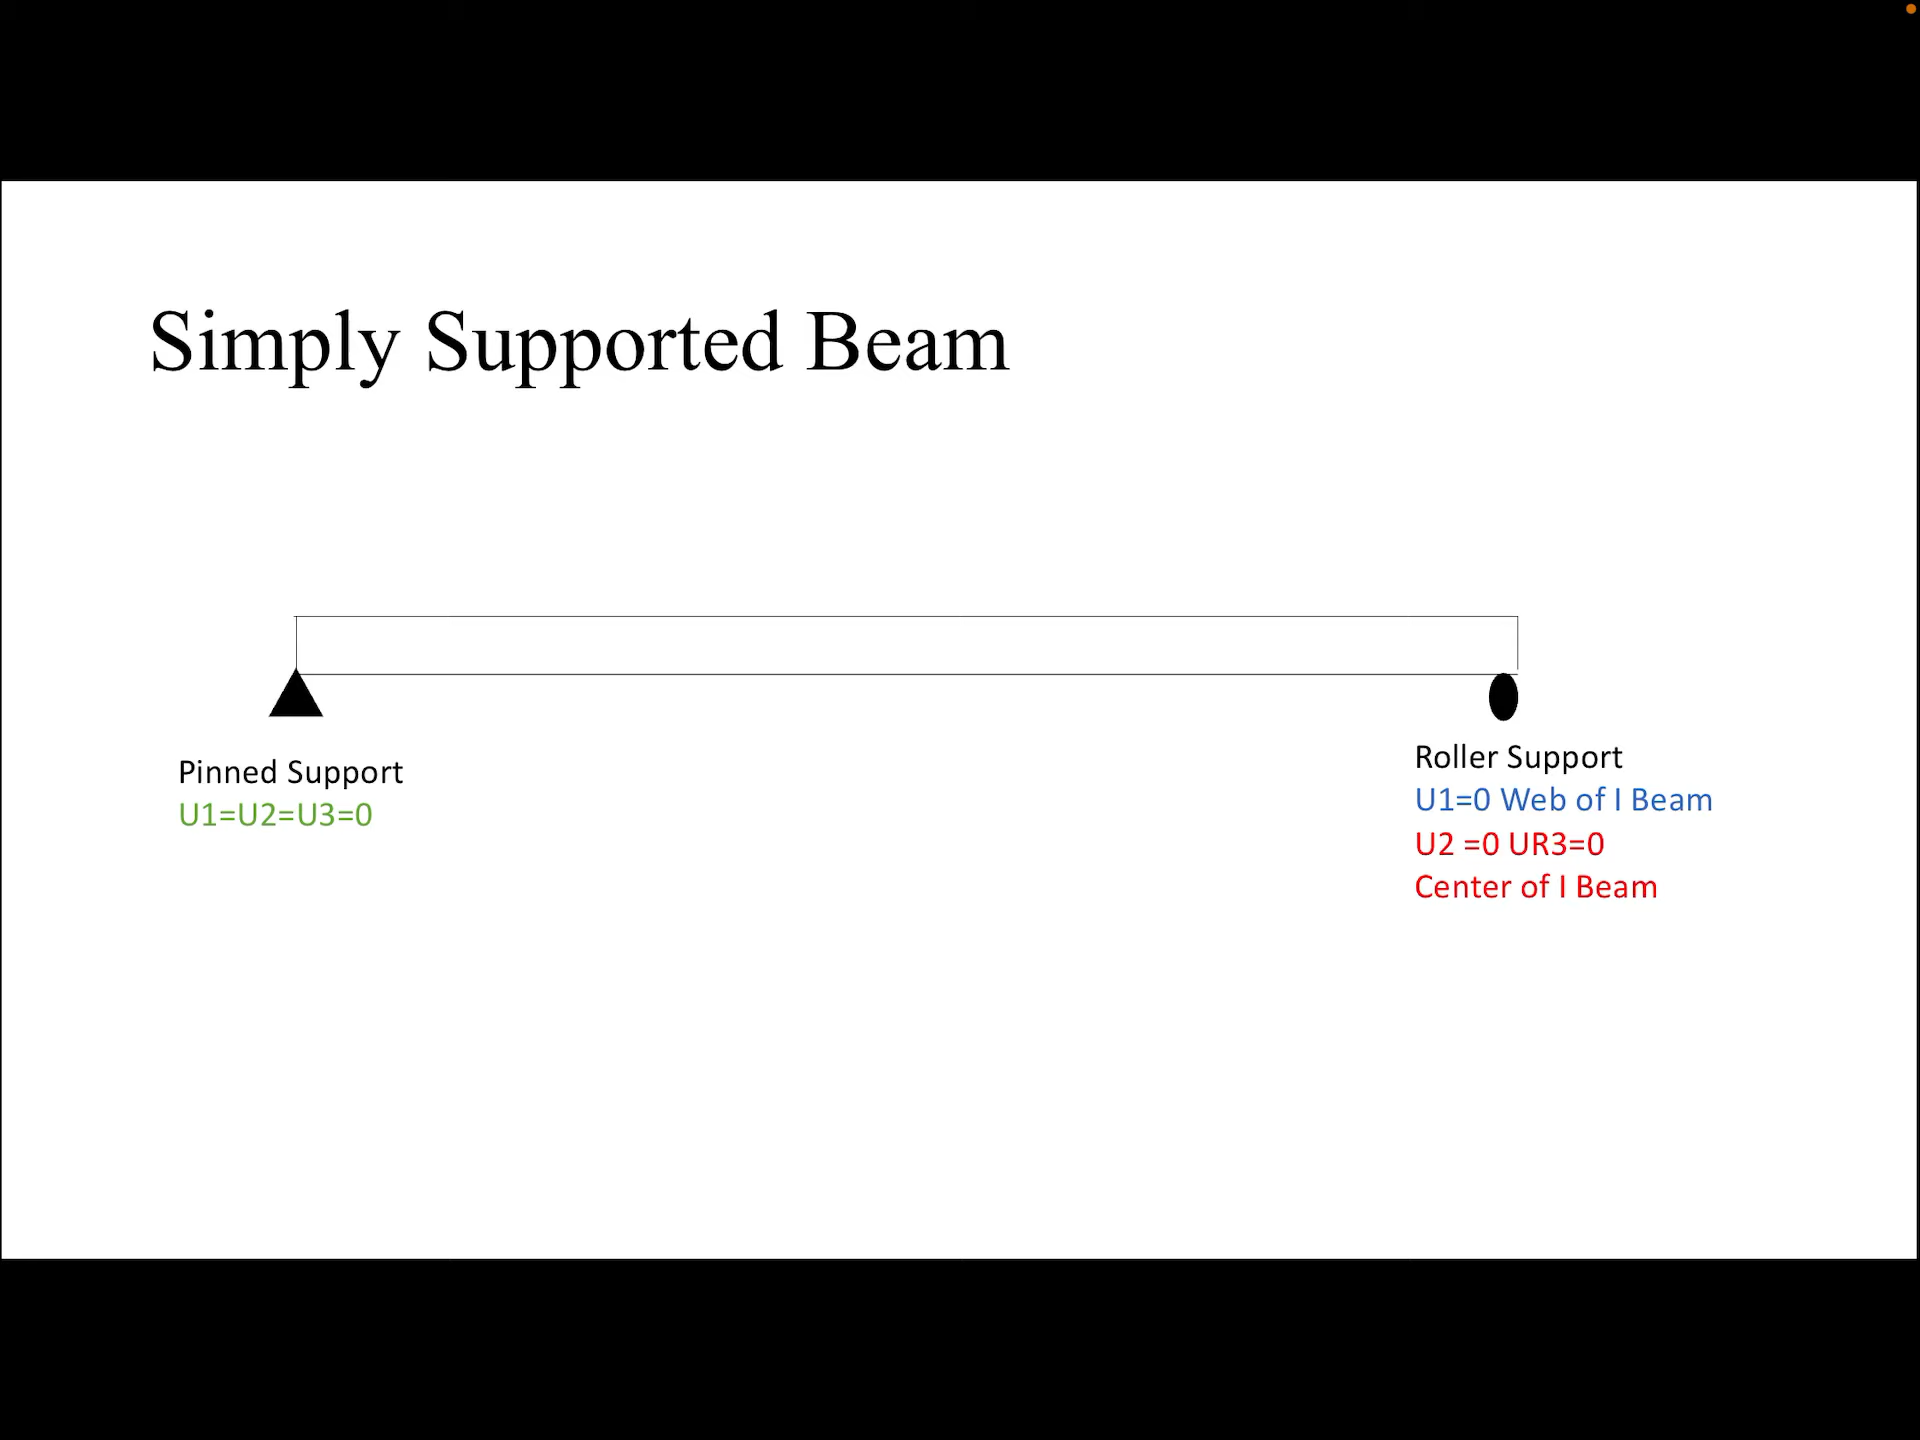 Simply Supported Beam
Pinned Support
U1=U2=U3=0
Roller Support
U1=0 Web of I Beam
U2 =0 UR3=0
Center of I Beam